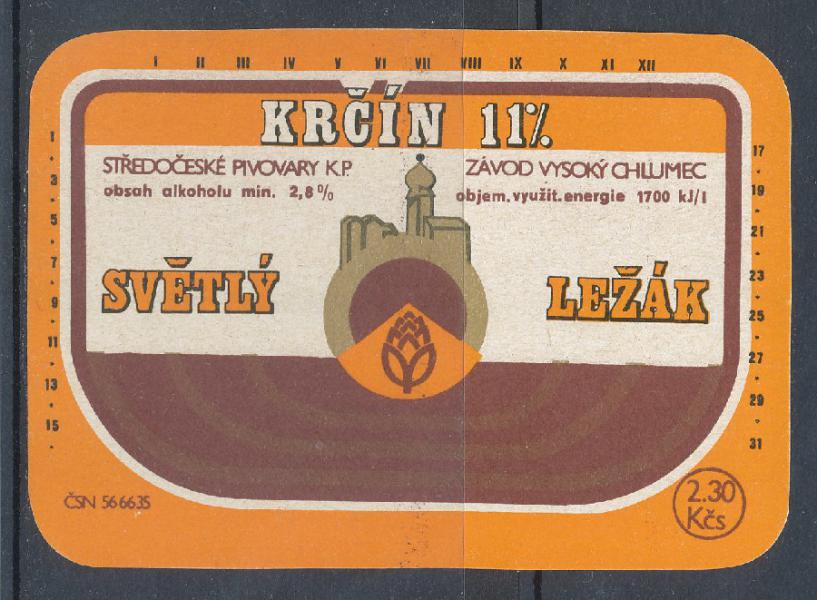 I II III IV V VI VII VIII IX X XI XII
KRČÍN 11%
STŘEDOČESKÉ PIVOVARY K.P.
ZÁVOD VYSOKÝ CHLUMEC
obsah alkoholu min. 2,8%
objem.využit.energie 1700 kJ/l
SVĚTLÝ
LEŽÁK
1
3
5
7
9
11
13
15
17
19
21
23
25
27
29
31
ČSN 566635
2.30
Kčs